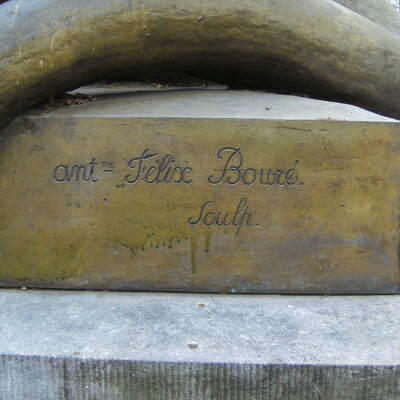 antⁿᵉ Félix Bouré.
Sculp.